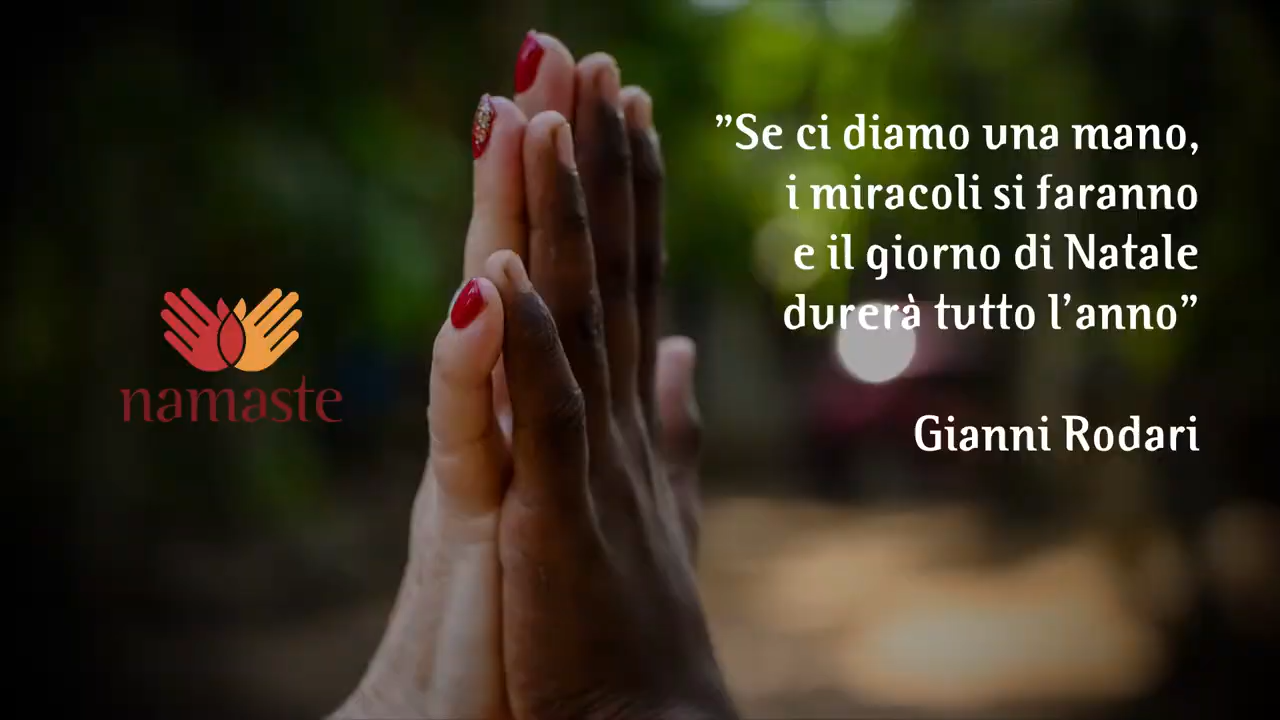 namaste
”Se ci diamo una mano,
i miracoli si faranno
e il giorno di Natale
durerà tutto l’anno”
Gianni Rodari